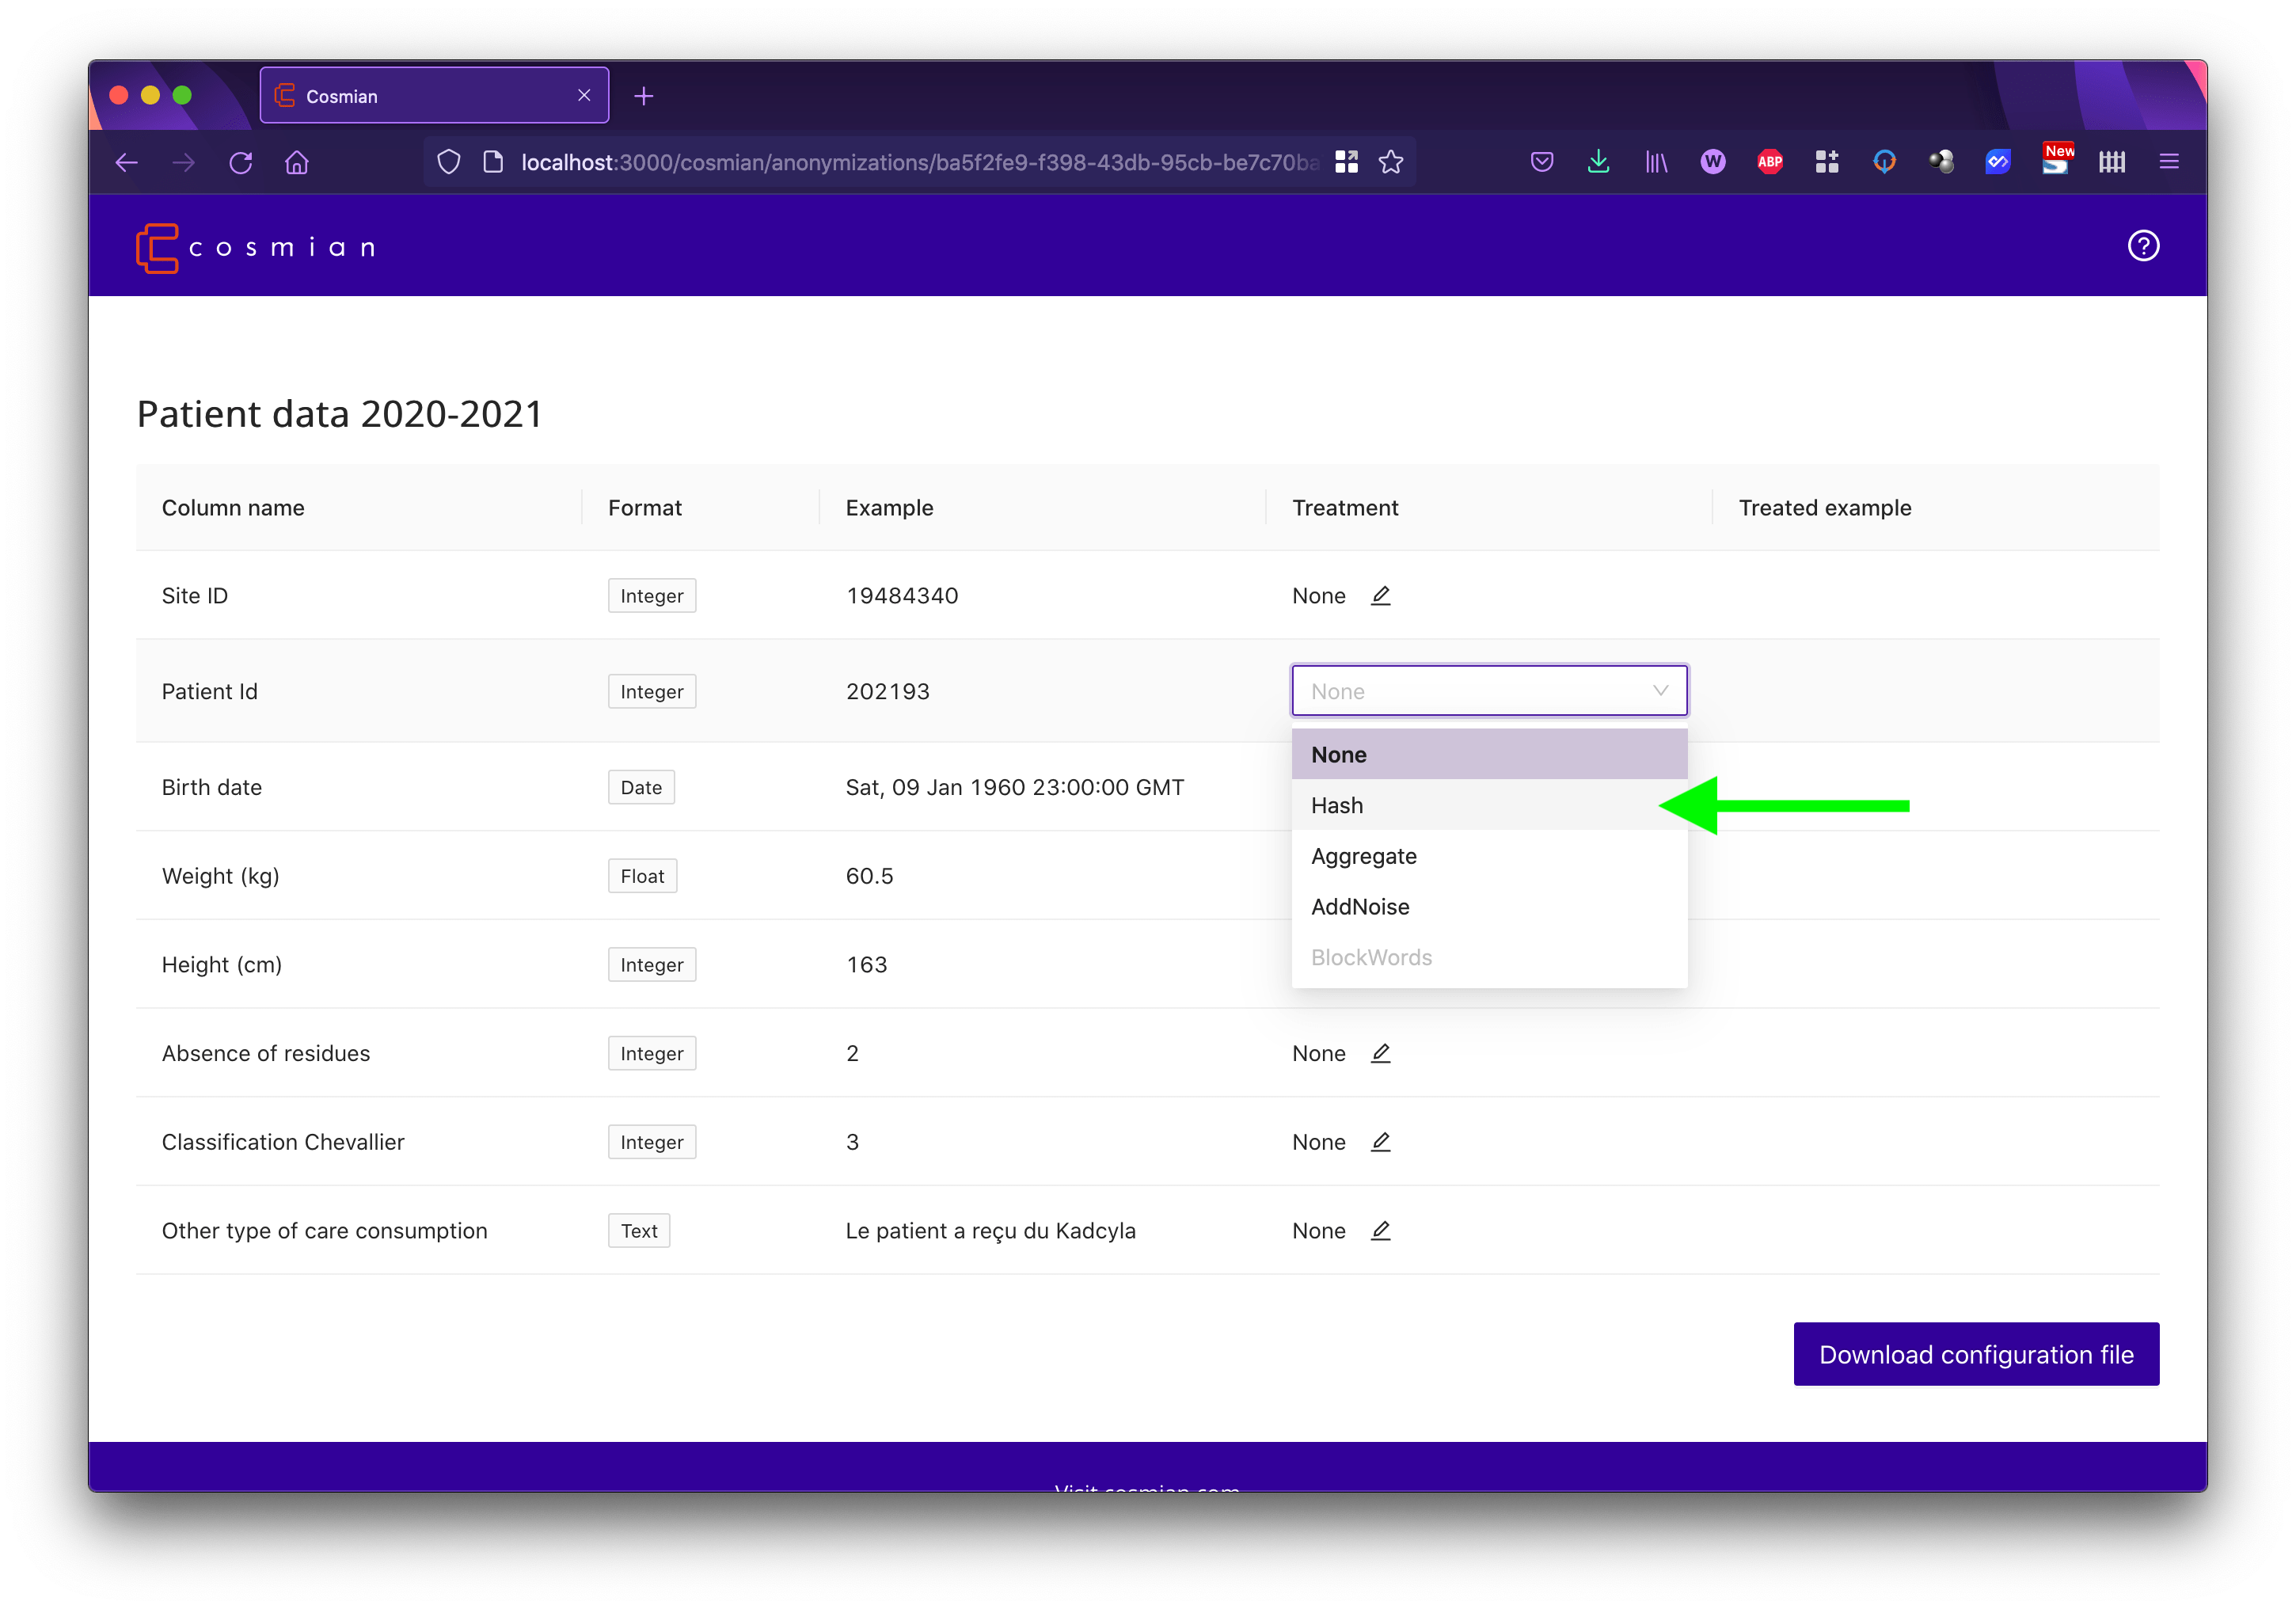 Cosmian
localhost:3000/cosmian/anonymizations/ba5f2fe9-f398-43db-95cb-be7c70ba
W
ABP
New
cosmian
?
Patient data 2020-2021
Column name Format Example Treatment Treated example
Site ID Integer 19484340 None
Patient Id Integer 202193 None
None
Birth date Date Sat, 09 Jan 1960 23:00:00 GMT
Hash
Weight (kg) Float 60.5
Aggregate
AddNoise
Height (cm) Integer 163
BlockWords
Absence of residues Integer 2 None
Classification Chevallier Integer 3 None
Other type of care consumption Text Le patient a reçu du Kadcyla None
Download configuration file
Visit cosmian.com